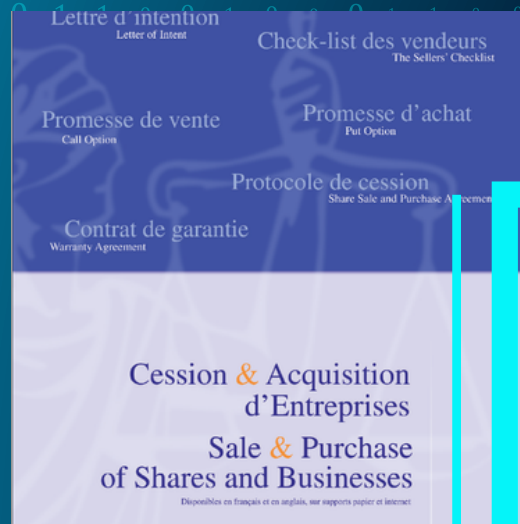 Lettre d'intention
Letter of Intent
Check-list des vendeurs
The Sellers' Checklist
Promesse de vente
Call Option
Promesse d'achat
Put Option
Protocole de cession
Share Sale and Purchase
Contrat de garantie
Warranty Agreement
Cession & Acquisition
d'Entreprises
Sale & Purchase
of Shares and Businesses
Disponibles en français et en anglais, sur supports papier et internet